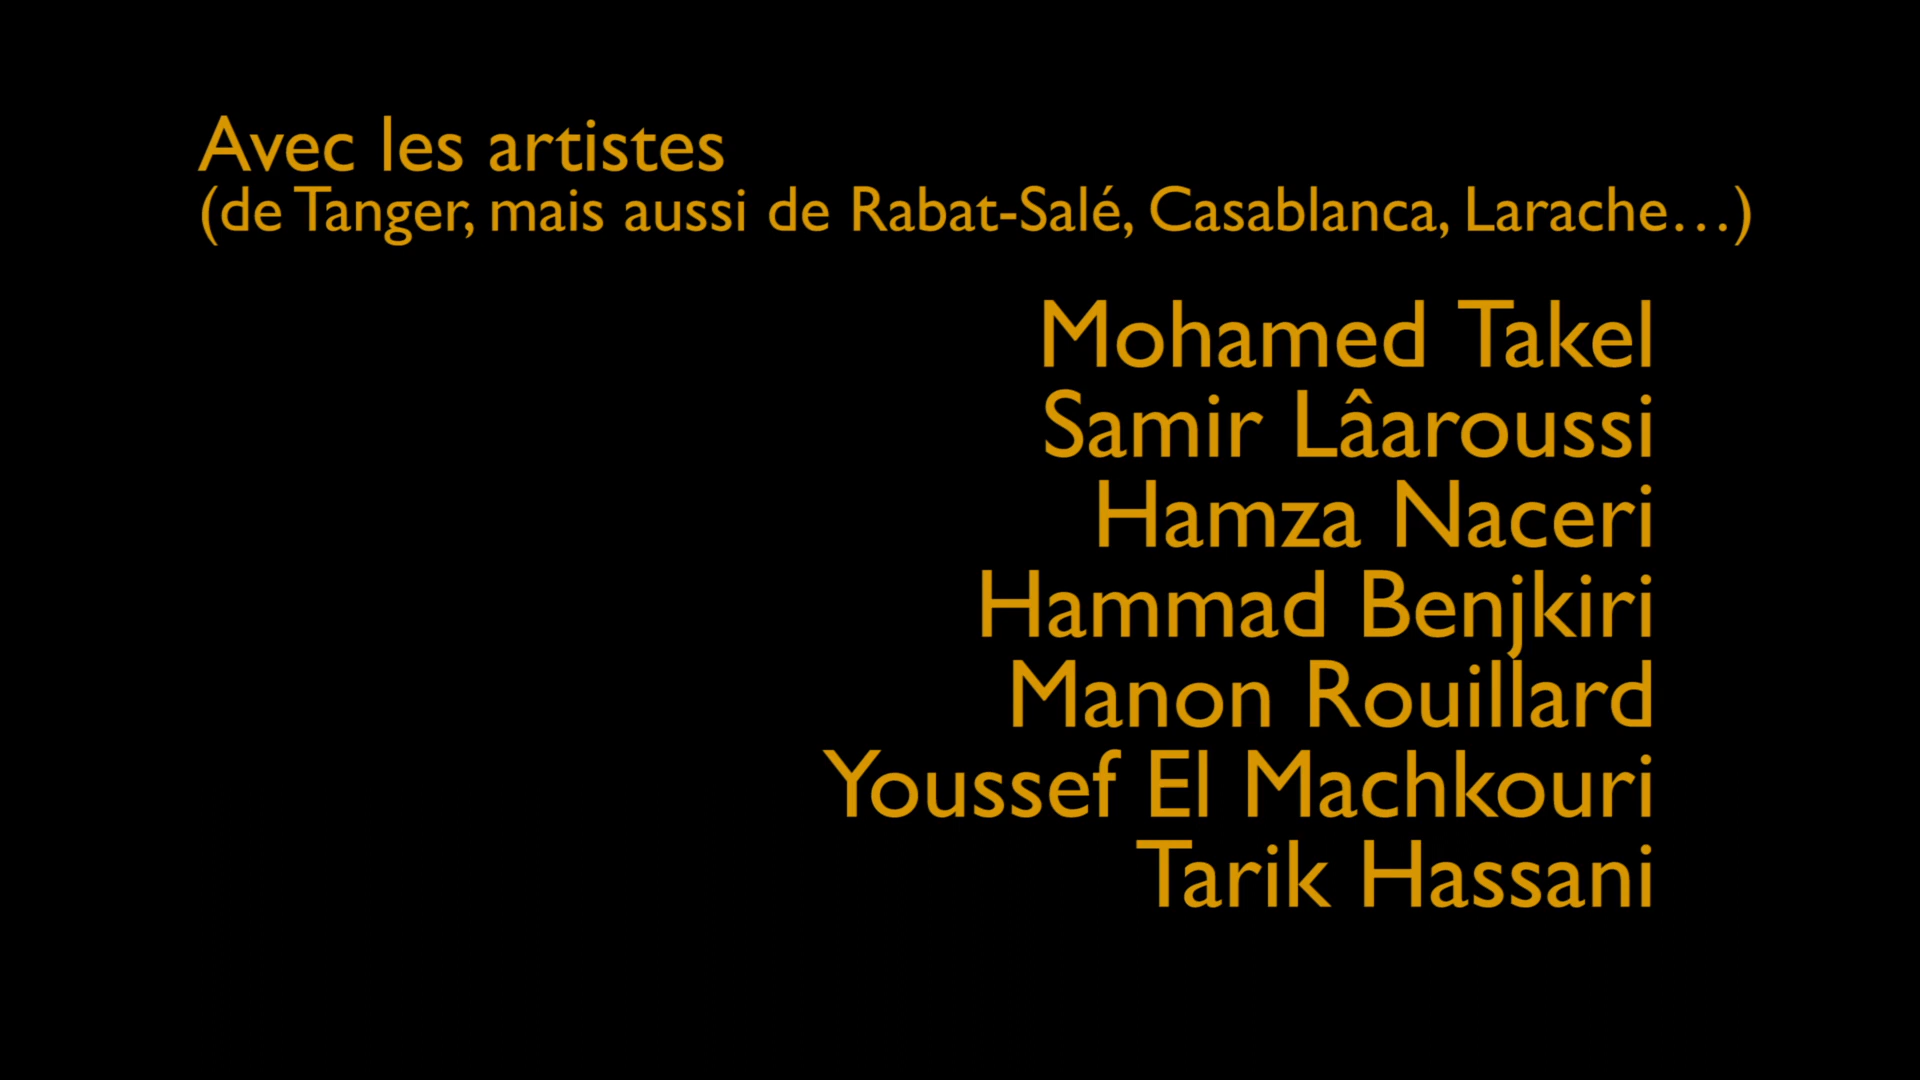 Avec les artistes
(de Tanger, mais aussi de Rabat-Salé, Casablanca, Larache…)
Mohamed Takel
Samir Lâaroussi
Hamza Naceri
Hammad Benjkiri
Manon Rouillard
Youssef El Machkouri
Tarik Hassani